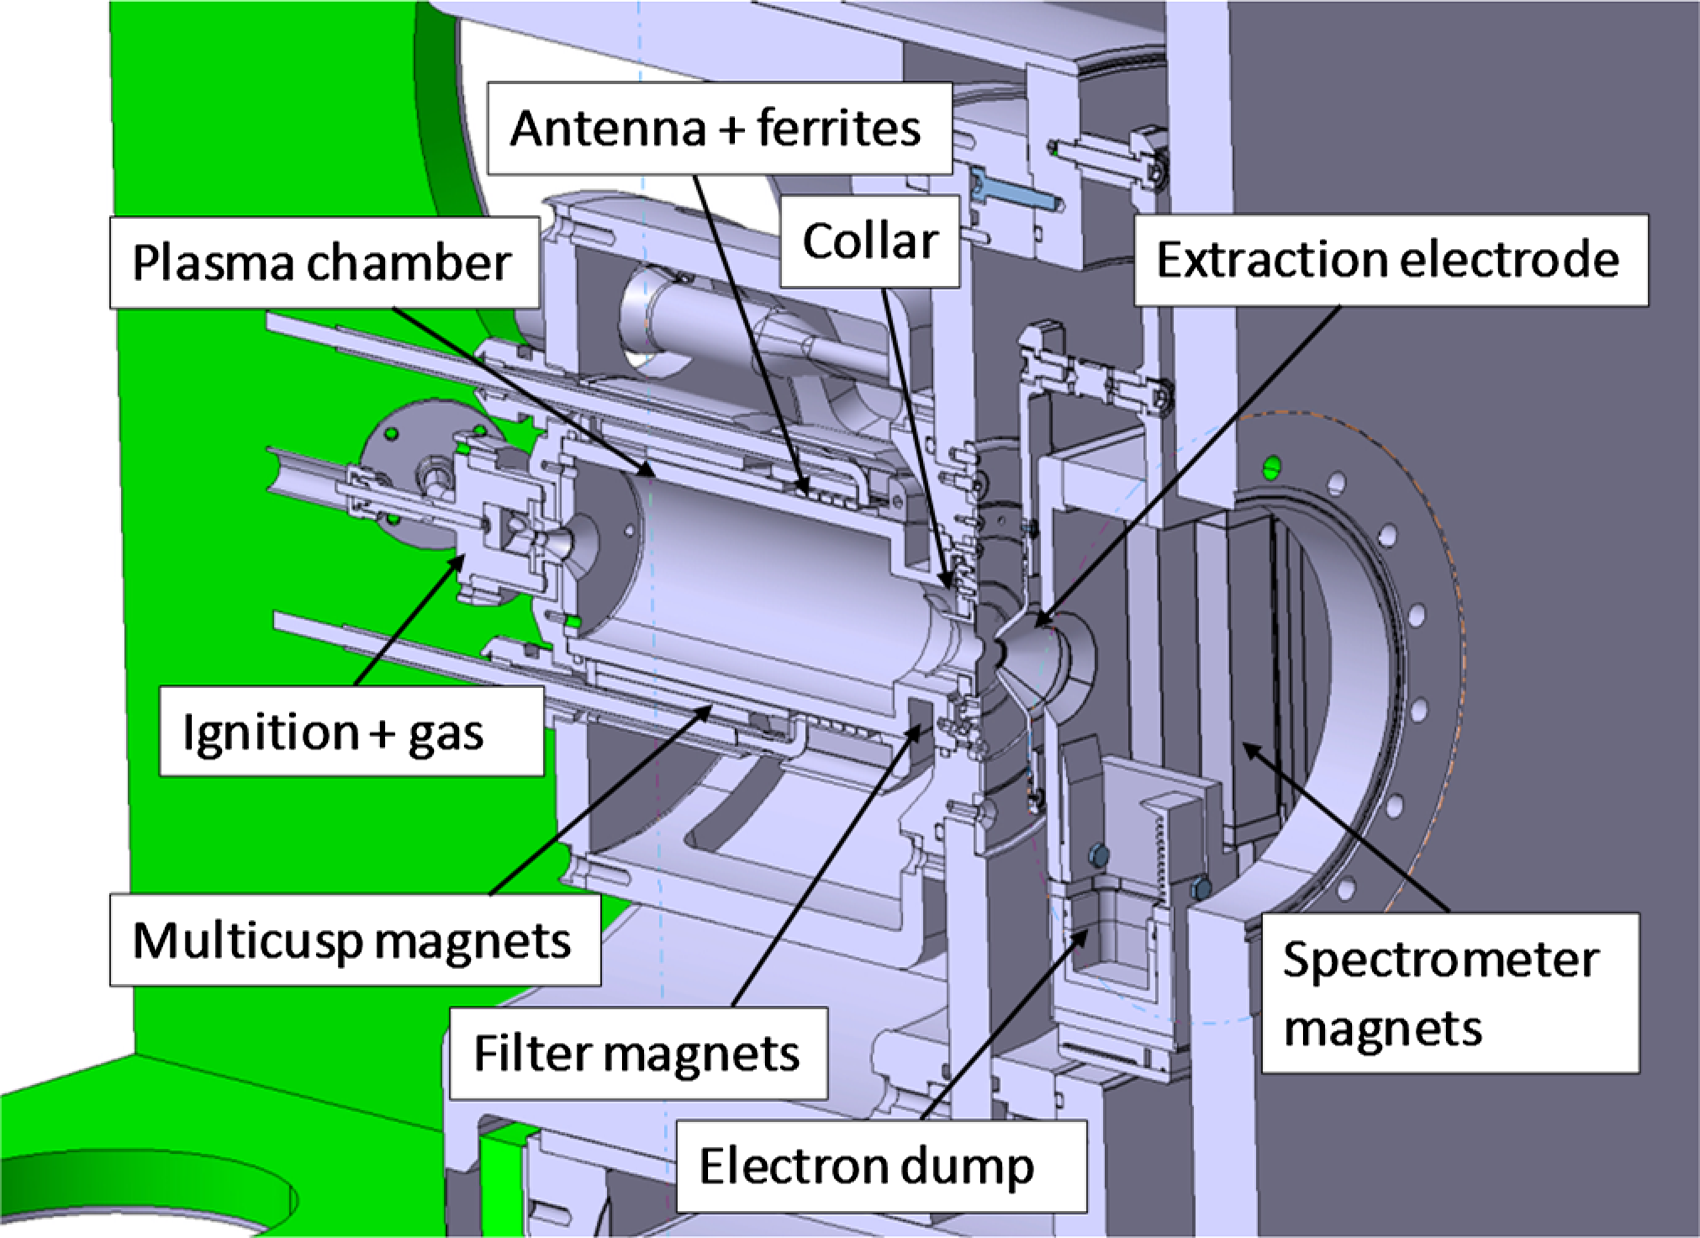 Antenna + ferrites
Collar
Plasma chamber
Extraction electrode
Ignition + gas
Multicusp magnets
Filter magnets
Spectrometer
magnets
Electron dump